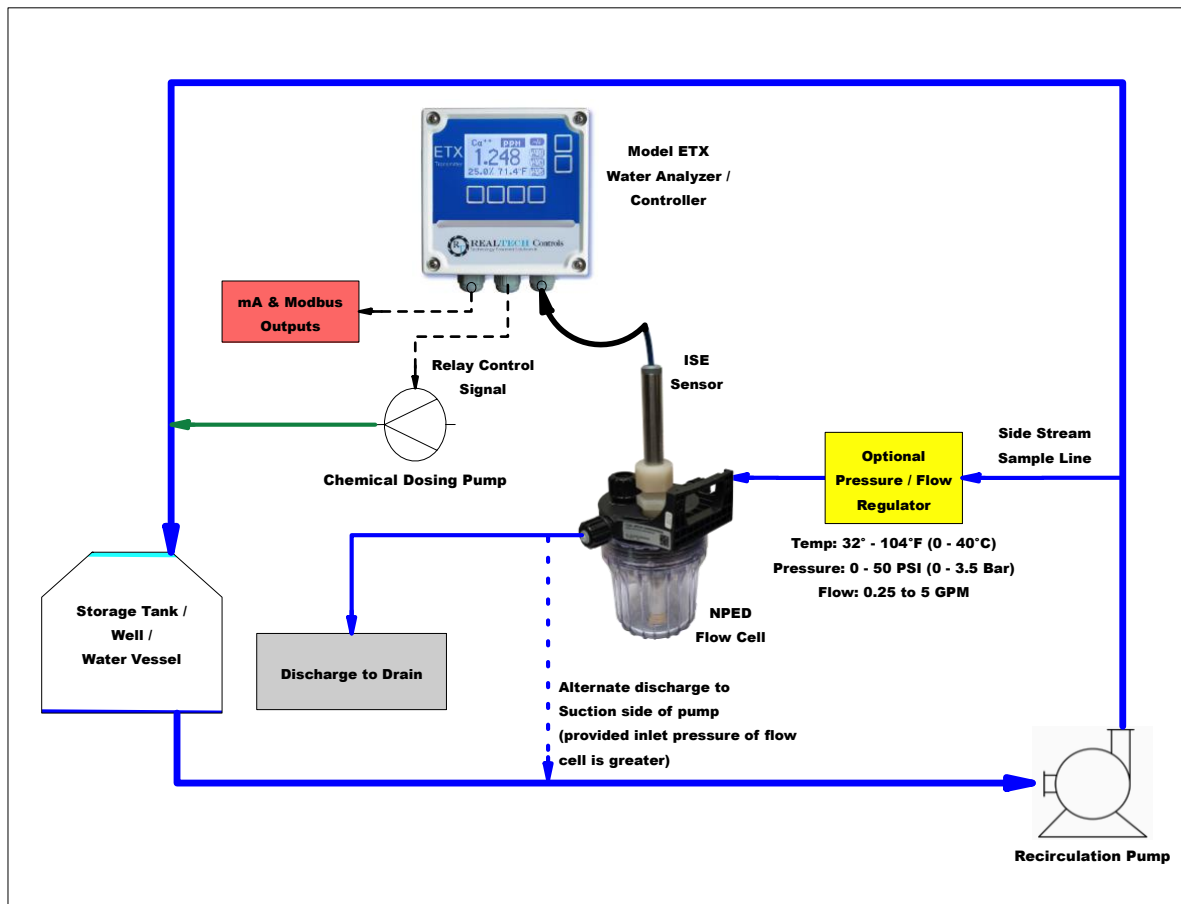 Model ETX
Water Analyzer /
Controller
ETX
Ca++ PPH
1.248
25.0% 71.4°F
REALTECH Controls
mA & Modbus
Outputs
Relay Control
Signal
ISE
Sensor
Chemical Dosing Pump
Side Stream
Sample Line
Optional
Pressure / Flow
Regulator
Temp: 32° - 104°F (0 - 40°C)
Pressure: 0 - 50 PSI (0 - 3.5 Bar)
Flow: 0.25 to 5 GPM
NPED
Flow Cell
Storage Tank /
Well /
Water Vessel
Discharge to Drain
Alternate discharge to
Suction side of pump
(provided inlet pressure of flow
cell is greater)
Recirculation Pump